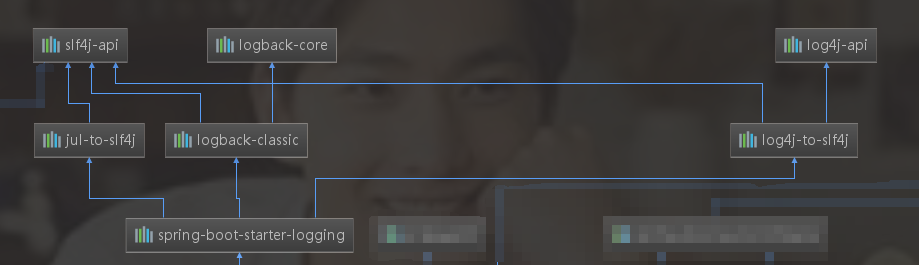 slf4j-api
logback-core
log4j-api
jul-to-slf4j
logback-classic
log4j-to-slf4j
spring-boot-starter-logging